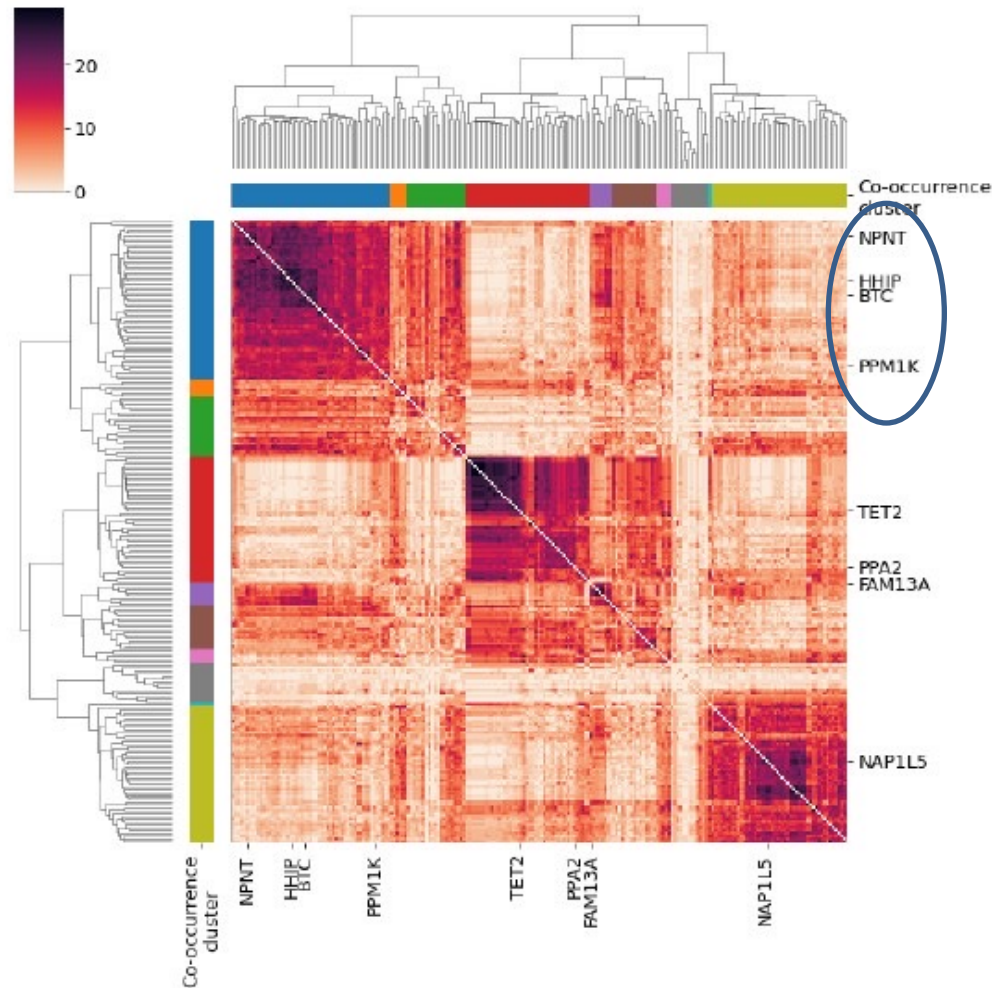 20
10
0
Co-occurrence
cluster
NPNT
HHIP
BTC
PPM1K
TET2
PPA2
FAM13A
NAP1L5
Co-occurrence
cluster
NPNT
HHIP
BTC
PPM1K
TET2
PPA2
FAM13A
NAP1L5